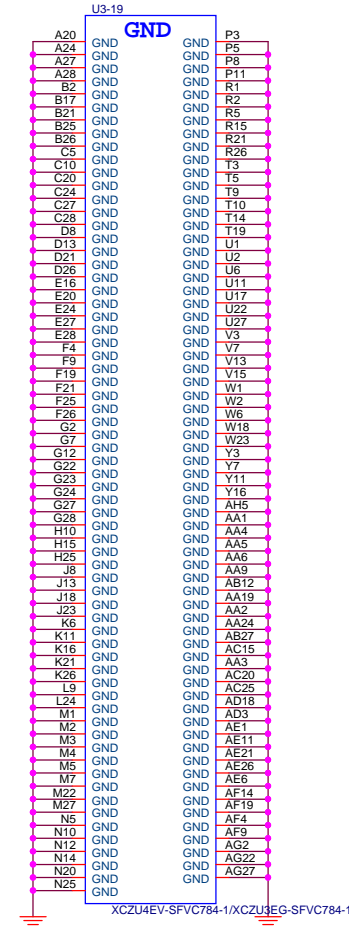 U3-19
GND
A20 GND GND P3
A24 GND GND P5
A27 GND GND P8
A28 GND GND P11
B2 GND GND R1
B17 GND GND R2
B21 GND GND R5
B25 GND GND R15
B26 GND GND R21
C5 GND GND R26
C10 GND GND T3
C20 GND GND T5
C24 GND GND T9
C27 GND GND T10
C28 GND GND T14
D8 GND GND T19
D13 GND GND U1
D21 GND GND U2
D26 GND GND U6
E16 GND GND U11
E20 GND GND U17
E24 GND GND U22
E27 GND GND U27
E28 GND GND V3
F4 GND GND V7
F9 GND GND V13
F19 GND GND V15
F21 GND GND W1
F25 GND GND W2
F26 GND GND W6
G2 GND GND W18
G7 GND GND W23
G12 GND GND Y3
G22 GND GND Y7
G23 GND GND Y11
G24 GND GND Y16
G27 GND GND AH5
G28 GND GND AA1
H10 GND GND AA4
H15 GND GND AA5
H25 GND GND AA6
J8 GND GND AA9
J13 GND GND AB12
J18 GND GND AA19
J23 GND GND AA2
K6 GND GND AA24
K11 GND GND AB27
K16 GND GND AC15
K21 GND GND AA3
K26 GND GND AC20
L9 GND GND AC25
L24 GND GND AD18
M1 GND GND AD3
M2 GND GND AE1
M3 GND GND AE11
M4 GND GND AE21
M5 GND GND AE26
M7 GND GND AE6
M22 GND GND AF14
M27 GND GND AF19
N5 GND GND AF4
N10 GND GND AF9
N12 GND GND AG2
N14 GND GND AG22
N20 GND GND AG27
N25 GND
XCZU4EV-SFVC784-1/XCZU3EG-SFVC784-1